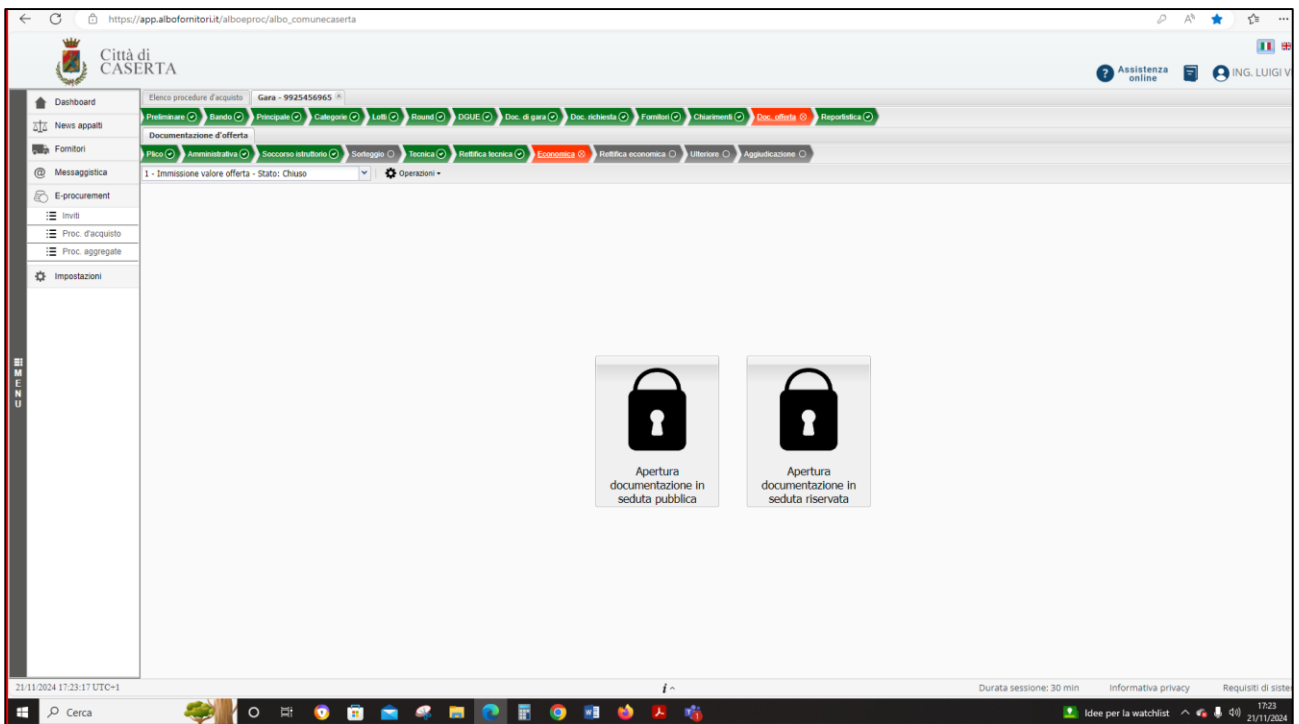 https://app.albofornitori.it/alboeproc/albo_comunecaserta
Città di
CASERTA
Assistenza
online
ING. LUIGI V
Dashboard
News appalti
Fornitori
Messaggistica
E-procurement
Inviti
Proc. d'acquisto
Proc. aggregate
Impostazioni
MENU
Elenco procedure d'acquisto Gara - 9925456965
Preliminare Bando Principale Categorie Lotti Round DGUE Doc. di gara Doc. richiesta Fornitori Chiarimenti Doc. offerta Reportistica
Documentazione d'offerta
Plico Amministrativa Soccorso istruttorio Sorteggio Tecnica Rettifica tecnica Economica Rettifica economica Ulteriore Aggiudicazione
1 - Immissione valore offerta - Stato: Chiuso Operazioni
Apertura
documentazione in
seduta pubblica
Apertura
documentazione in
seduta riservata
21/11/2024 17:23:17 UTC+1 i Durata sessione: 30 min Informativa privacy Requisiti di siste
Cerca Idee per la watchlist 17:23
21/11/2024